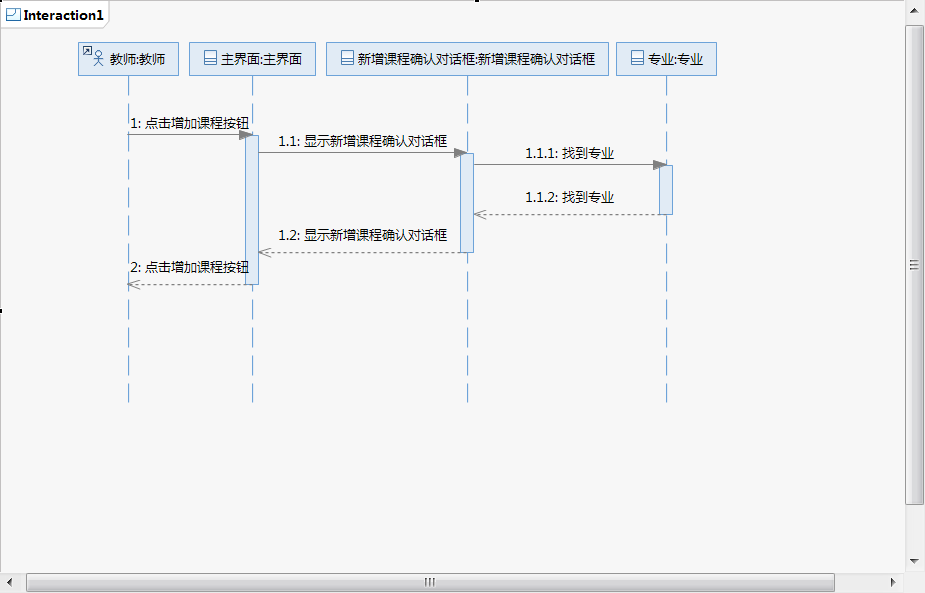 Interaction1
教师:教师
主界面:主界面
新增课程确认对话框:新增课程确认对话框
专业:专业
1: 点击增加课程按钮
1.1: 显示新增课程确认对话框
1.1.1: 找到专业
1.1.2: 找到专业
1.2: 显示新增课程确认对话框
2: 点击增加课程按钮